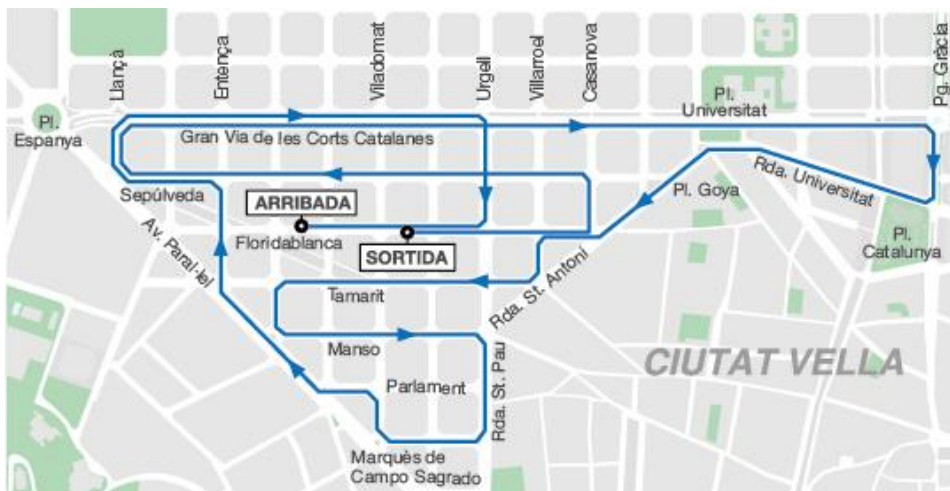 Llançà
Entença
Viladomat
Urgell
Villarroel
Casanova
Pg. Gràcia
Pl.
Espanya
Pl.
Universitat
Gran Via de les Corts Catalanes
Sepúlveda
Rda. Universitat
Pl. Goya
ARRIBADA
Floridablanca
SORTIDA
Pl.
Catalunya
Av. Paral·lel
Tamarit
Rda. St. Antoni
Manso
Rda. St. Pau
CIUTAT VELLA
Parlament
Marquès de
Campo Sagrado